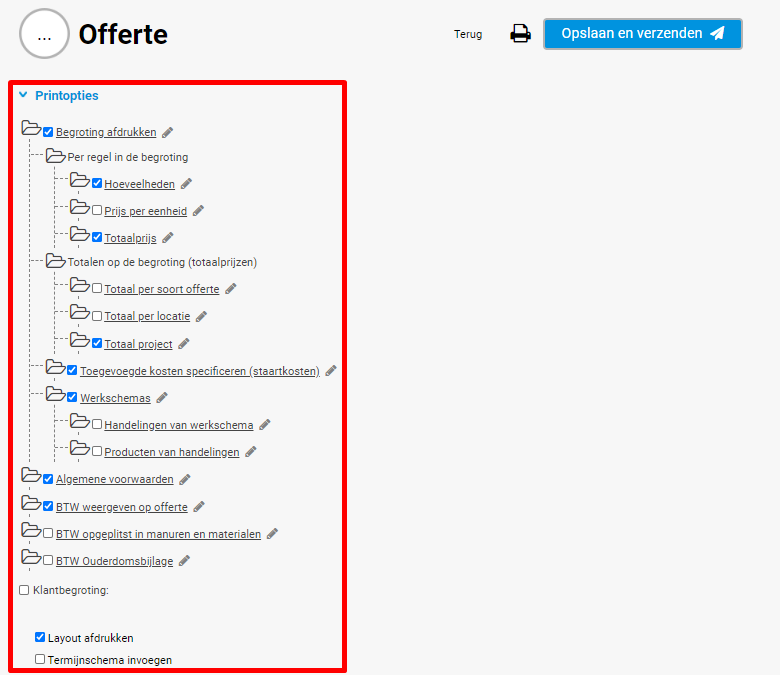 ... Offerte
Terug
Opslaan en verzenden
Printopties
Begroting afdrukken
Per regel in de begroting
Hoeveelheden
Prijs per eenheid
Totaalprijs
Totalen op de begroting (totaalprijzen)
Totaal per soort offerte
Totaal per locatie
Totaal project
Toegevoegde kosten specificeren (staartkosten)
Werkschemas
Handelingen van werkschema
Producten van handelingen
Algemene voorwaarden
BTW weergeven op offerte
BTW opgeplitst in manuren en materialen
BTW Ouderdomsbijlage
Klantbegroting:
Layout afdrukken
Termijnschema invoegen